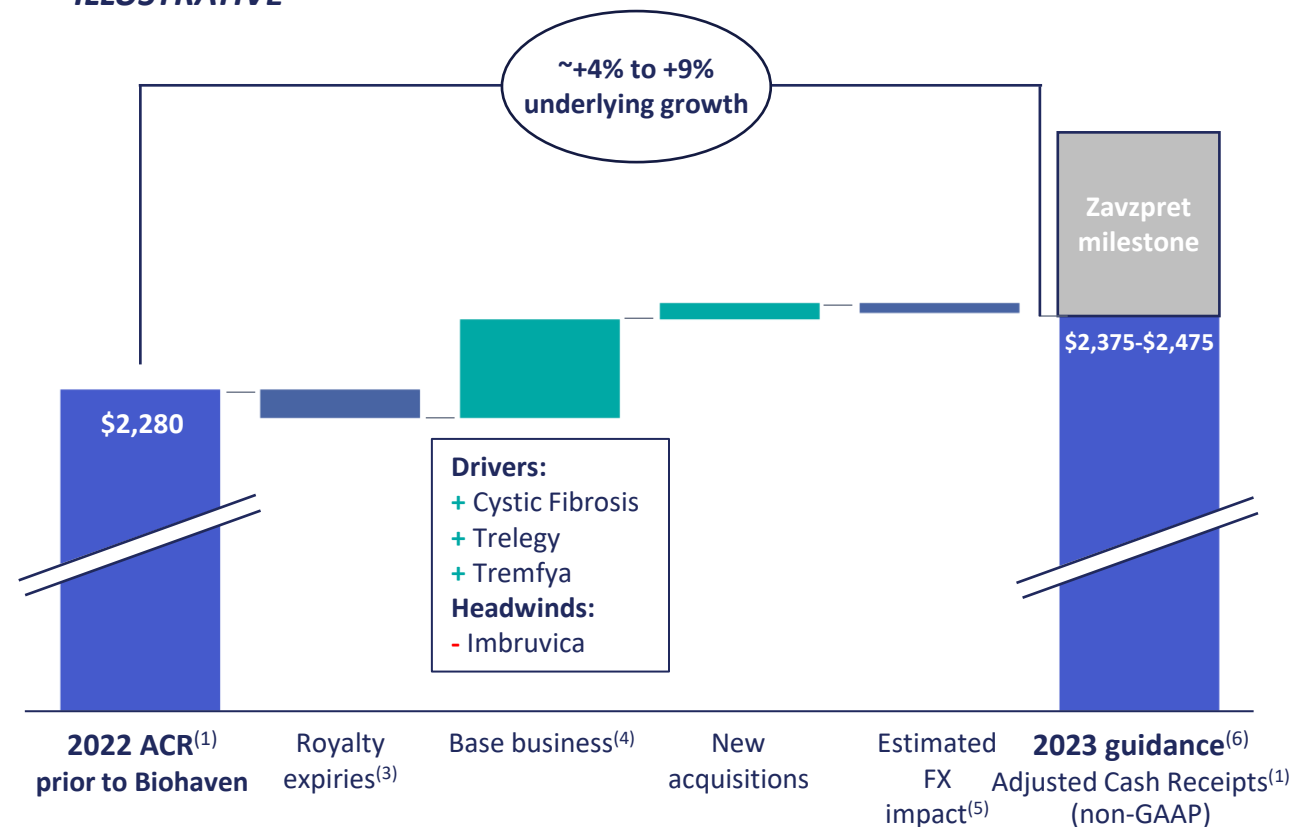 ILLUSTRATIVE
~+4% to +9%
underlying growth
Zavzpret
milestone
$2,375-$2,475
$2,280
Drivers:
+ Cystic Fibrosis
+ Trelegy
+ Tremfya
Headwinds:
- Imbruvica
2022 ACR(1)
prior to Biohaven
Royalty
expiries(3)
Base business(4)
New
acquisitions
Estimated
FX
impact(5)
2023 guidance(6)
Adjusted Cash Receipts(1)
(non-GAAP)